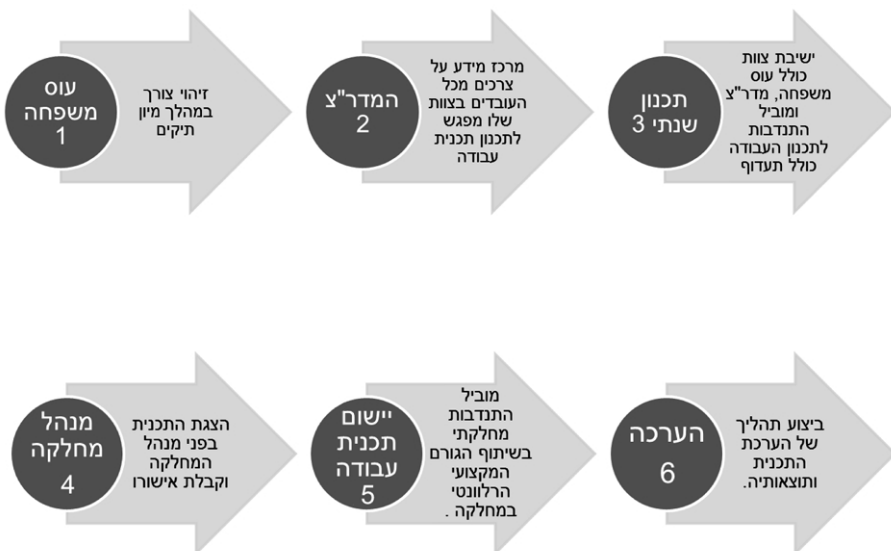 עוס
משפחה
1
זיהוי צורך
במהלך מיון
תיקים
המדר"צ
2
מרכז מידע על
צרכים מכל
העובדים בצוות
שלו מפגש
לתכנון תכנית
עבודה
תכנון
שנתי 3
ישיבת צוות
כולל עוס
משפחה, מדר"צ
ומוביל
התנדבות
לתכנון העבודה
כולל תעדוף
מנהל
מחלקה
4
הצגת התכנית
בפני מנהל
המחלקה
וקבלת אישורו
יישום
תכנית
עבודה
5
מוביל
התנדבות
מחלקתי
בשיתוף הגורם
המקצועי
הרלוונטי
במחלקה .
הערכה
6
ביצוע תהליך
של הערכת
התכנית
ותוצאותיה.